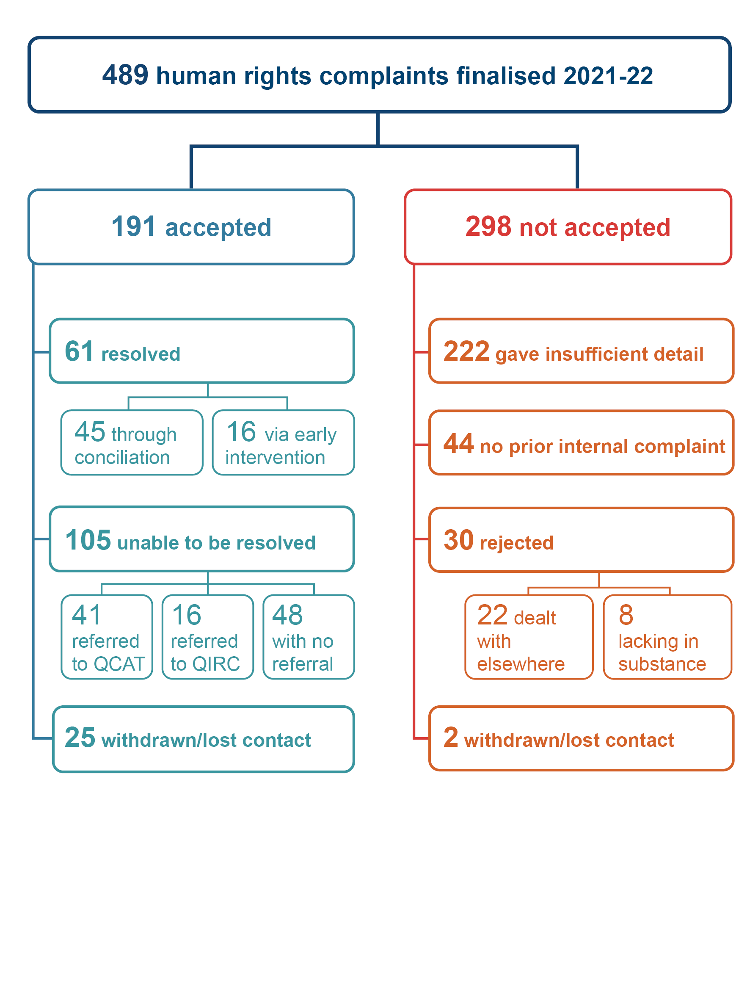 489 human rights complaints finalised 2021-22
191 accepted
298 not accepted
61 resolved
45 through
conciliation
16 via early
intervention
105 unable to be resolved
41
referred
to QCAT
16
referred
to QIRC
48
with no
referral
25 withdrawn/lost contact
222 gave insufficient detail
44 no prior internal complaint
30 rejected
22 dealt
with
elsewhere
8
lacking in
substance
2 withdrawn/lost contact